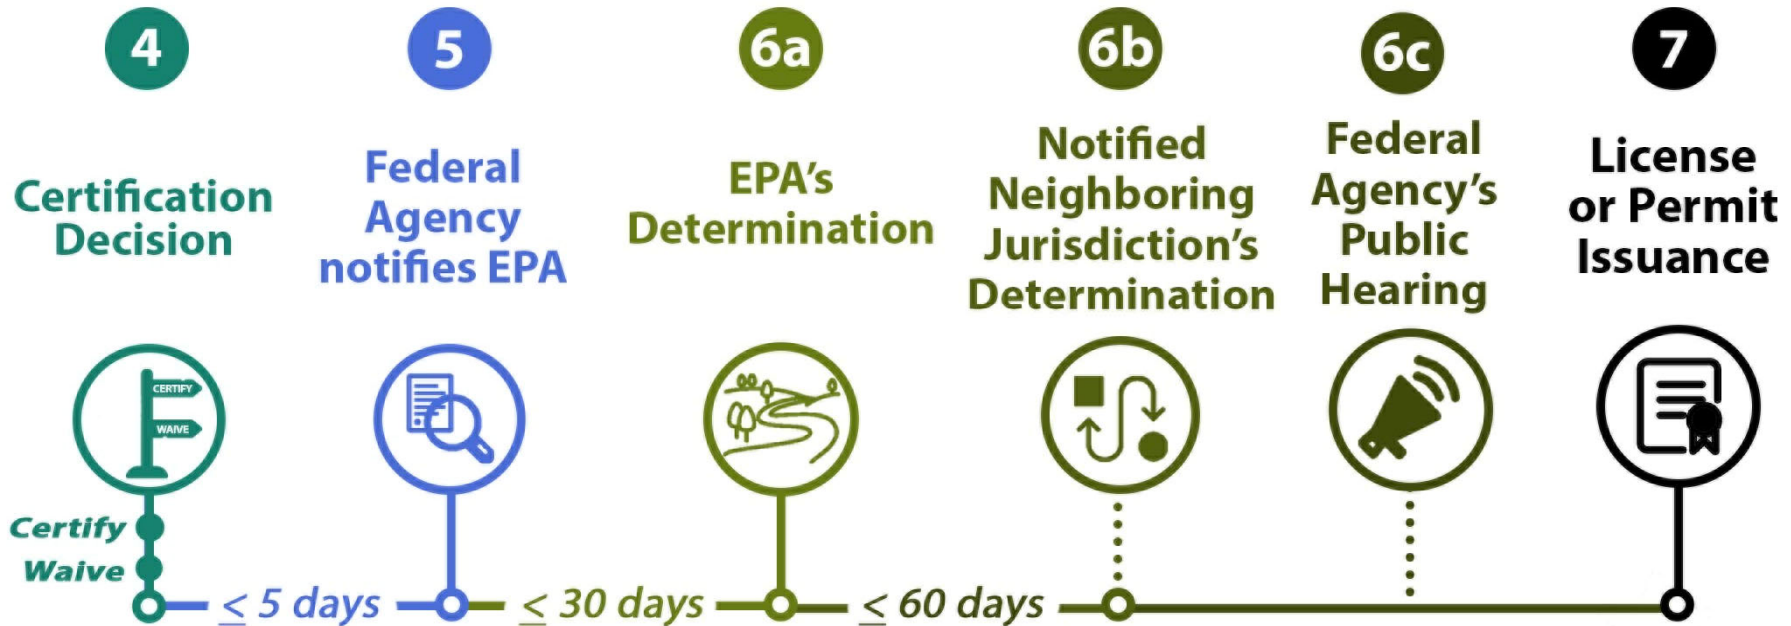 4
Certification
Decision
CERTIFY
WAIVE
Certify
Waive
≤ 5 days
5
Federal
Agency
notifies EPA
≤ 30 days
6a
EPA's
Determination
≤ 60 days
6b
Notified
Neighboring
Jurisdiction's
Determination
6c
Federal
Agency's
Public
Hearing
7
License
or Permit
Issuance